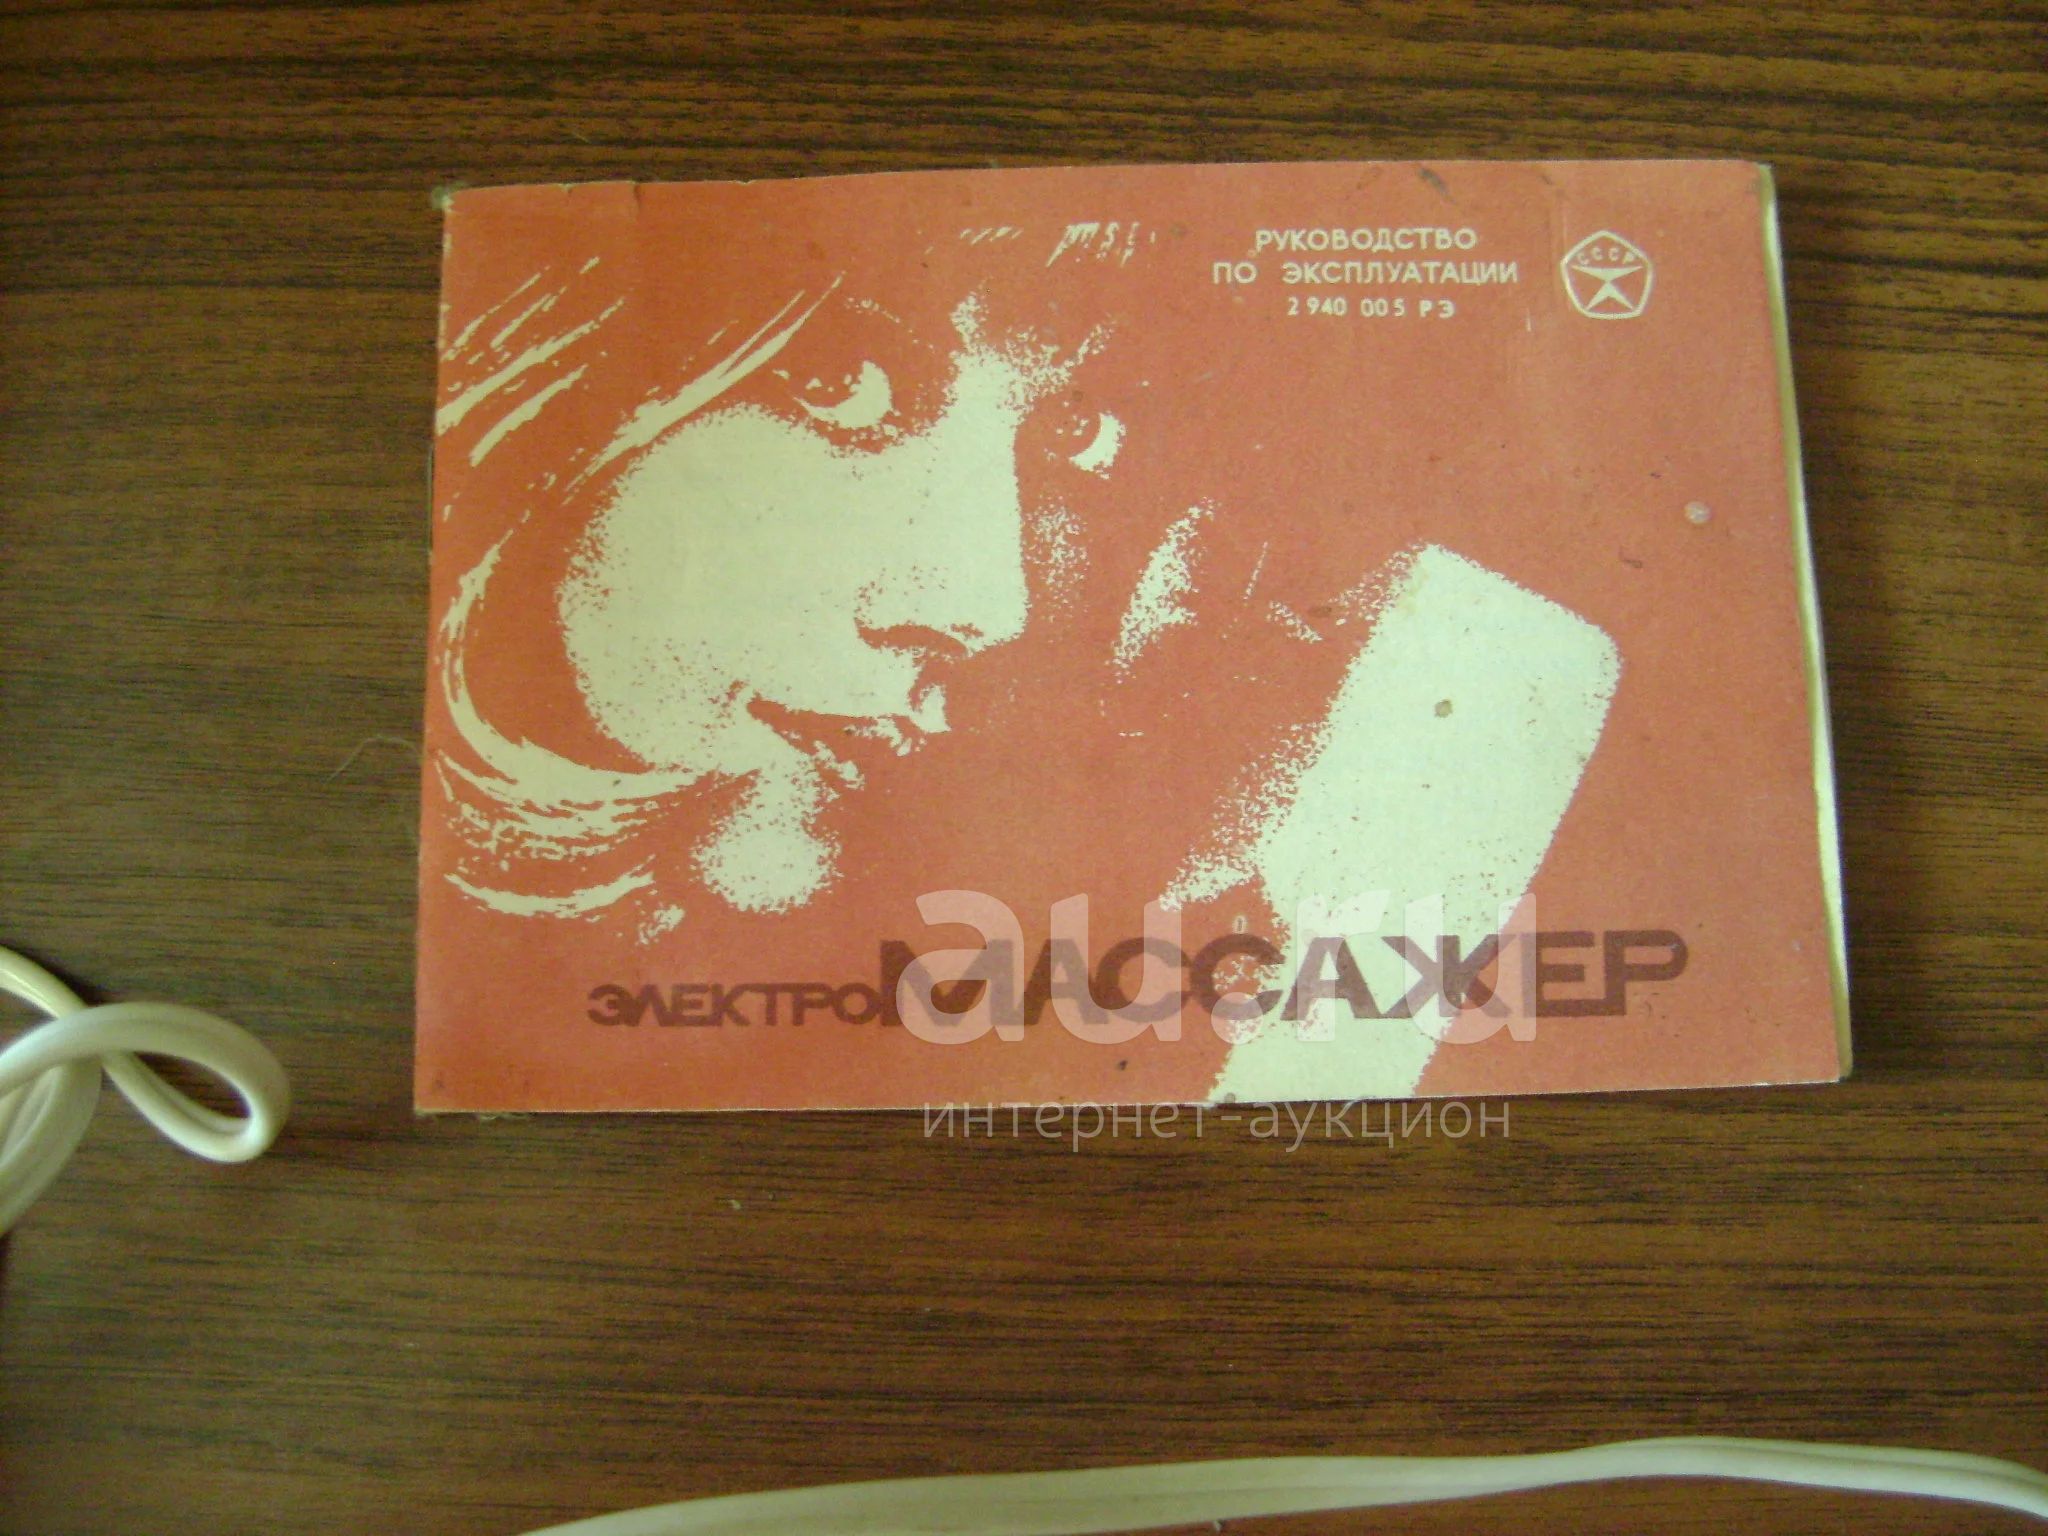 РУКОВОДСТВО
ПО ЭКСПЛУАТАЦИИ
2 940 005 РЭ
СССР
ЭЛЕКТРОМАССАЖЕР
au.ru
интернет-аукцион